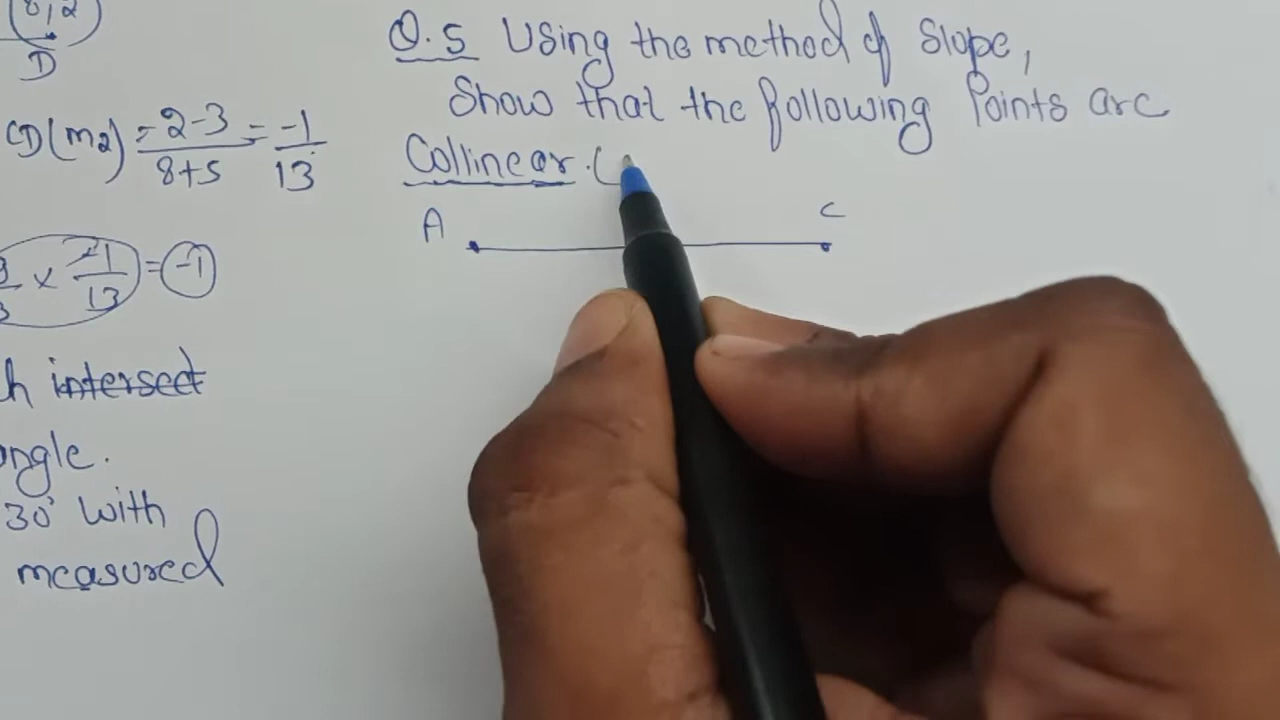 8,2)
D
CD(m2) = 2-3 / 8+5 = -1 / 13
× -1 / 13 = -1
h intersect
ngle.
30° with
measured
Q.5 Using the method of Slope,
Show that the following Points are
Collinear. (
A C